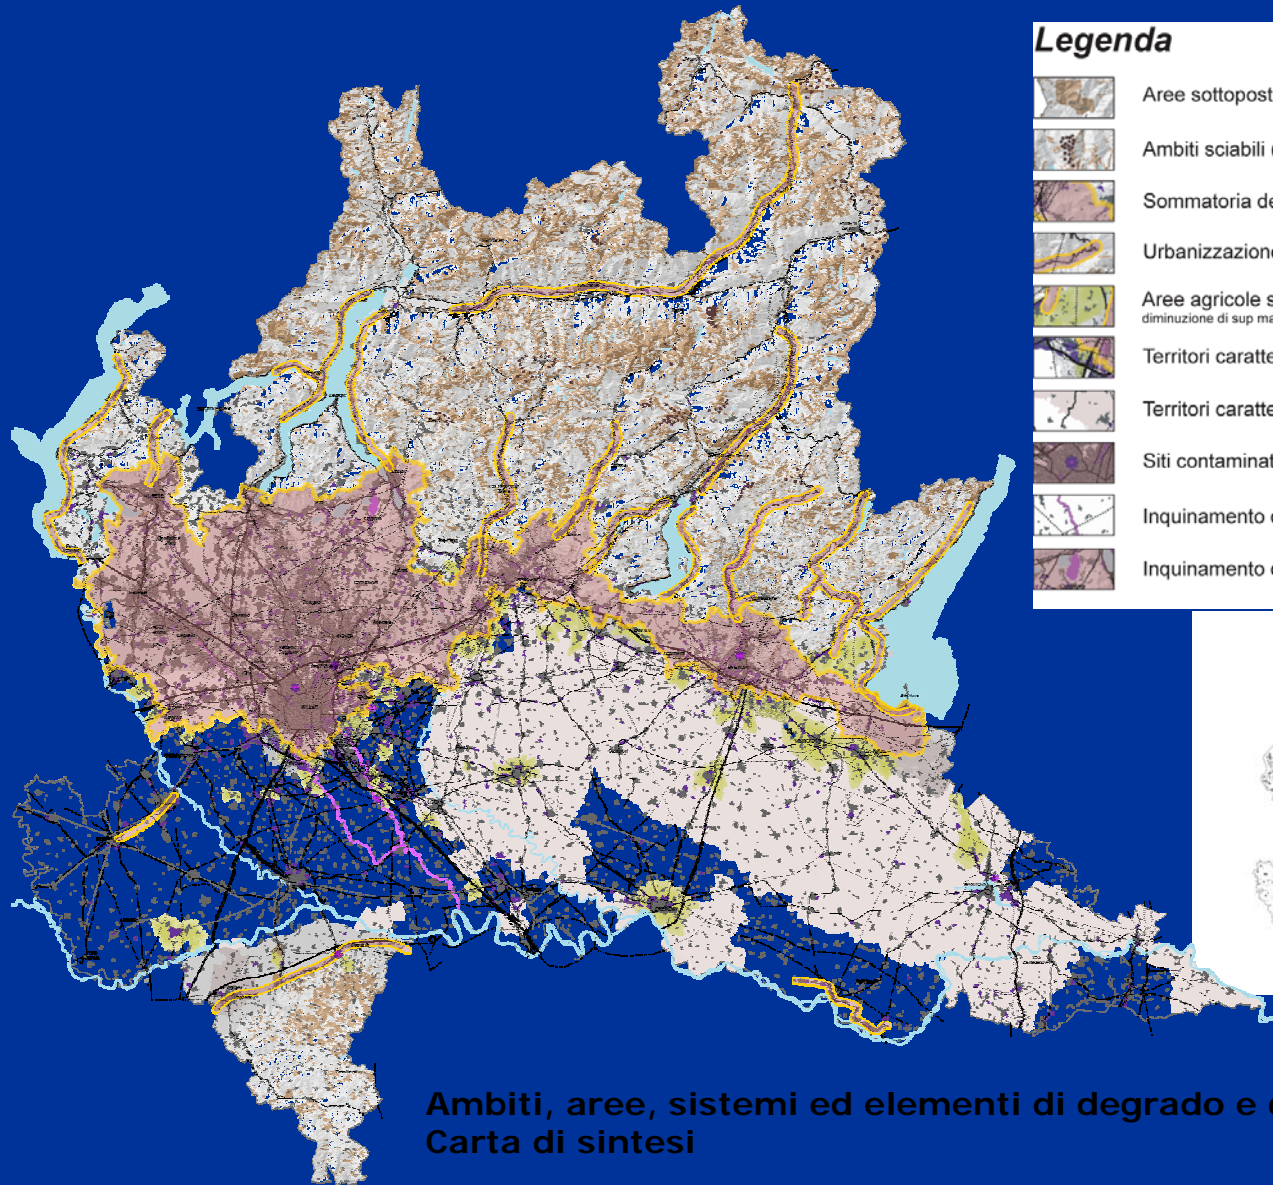 Legenda
Aree sottopost
Ambiti sciabili
Sommatoria de
Urbanizzazione
Aree agricole s
diminuzione di sup ma
Territori caratte
Territori caratte
Siti contaminat
Inquinamento
Inquinamento
Ambiti, aree, sistemi ed elementi di degrado e
Carta di sintesi